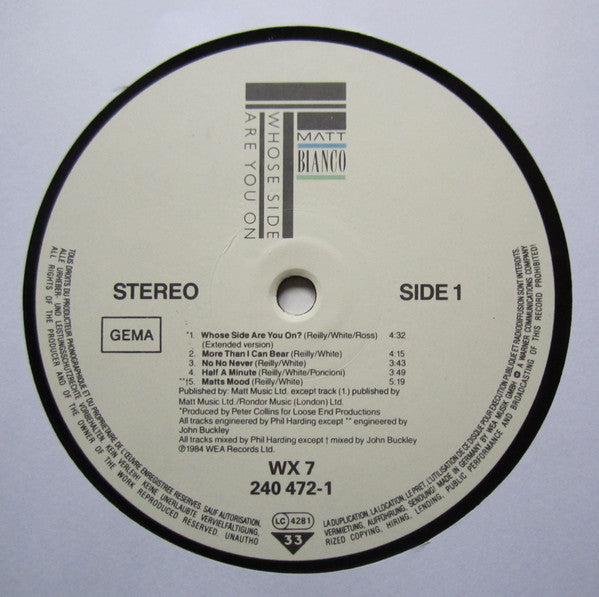 MATT
BIANCO
WHOSE SIDE
ARE YOU ON
STEREO
SIDE 1
GEMA
*1. Whose Side Are You On? (Reilly/White/Ross) 4:32
(Extended version)
2. More Than I Can Bear (Reilly/White) 4:15
3. No No Never (Reilly/White) 3:43
4. Half A Minute (Reilly/White/Poncioni) 3:49
**†5. Matts Mood (Reilly/White) 5:19
Published by: Matt Music Ltd. except track (1.) published by
Matt Music Ltd./Rondor Music (London) Ltd.
*Produced by Peter Collins for Loose End Productions
All tracks engineered by Phil Harding except ** engineered by
John Buckley
All tracks mixed by Phil Harding except † mixed by John Buckley
℗1984 WEA Records Ltd.
WX 7
240 472-1
LC 4281
33
TOUS DROITS DU PRODUCTEUR PHONOGRAPHIQUE ET DU PROPRIETAIRE DE L'ŒUVRE ENREGISTREE RESERVES. SAUF AUTORISATION,
LA DUPLICATION, LA LOCATION, LE PRET, L'UTILISATION DE CE DISQUE POUR EXECUTION PUBLIQUE ET RADIODIFFUSION SONT INTERDITS.
ALLE URHEBER- UND LEISTUNGSSCHUTZRECHTE VORBEHALTEN. KEIN VERLEIH! KEINE UNERLAUBTE VERVIELFÄLTIGUNG,
VERMIETUNG, AUFFÜHRUNG, SENDUNG! MADE IN GERMANY BY WEA MUSIK GMBH A WARNER COMMUNICATIONS COMPANY
ALL RIGHTS OF THE PRODUCER AND OF THE OWNER OF THE WORK REPRODUCED RESERVED. UNAUTHO
RIZED COPYING, HIRING, LENDING, PUBLIC PERFORMANCE AND BROADCASTING OF THIS RECORD PROHIBITED!